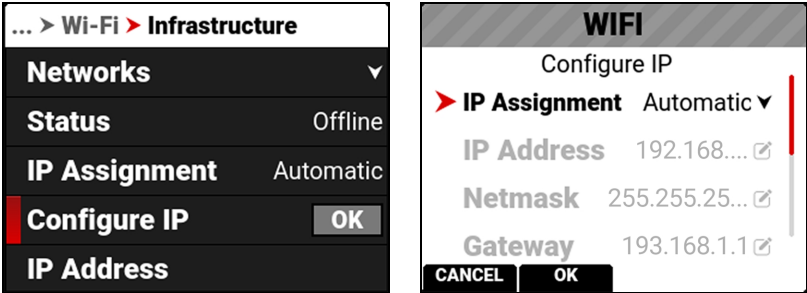 ... > Wi-Fi > Infrastructure
Networks
Status Offline
IP Assignment Automatic
Configure IP OK
IP Address
WIFI
Configure IP
IP Assignment Automatic
IP Address 192.168....
Netmask 255.255.25...
Gateway 193.168.1.1
CANCEL OK